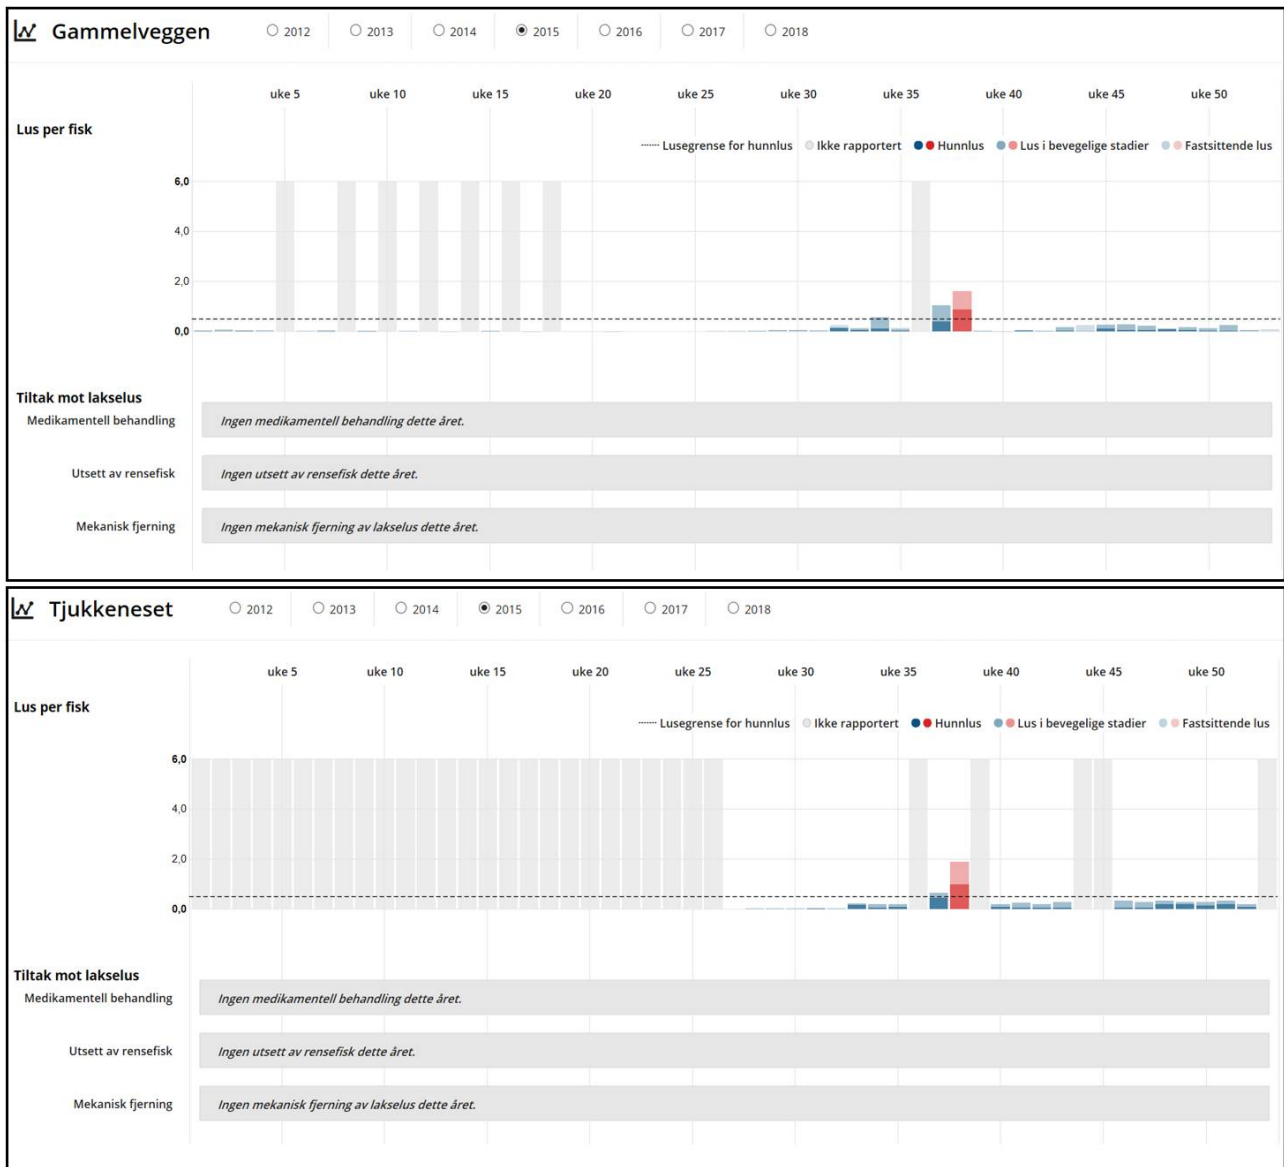 Gammelveggen 2012 2013 2014 2015 2016 2017 2018
uke 5 uke 10 uke 15 uke 20 uke 25 uke 30 uke 35 uke 40 uke 45 uke 50
Lus per fisk
Lusegrense for hunnlus Ikke rapportert Hunnlus Lus i bevegelige stadier Fastsittende lus
6,0
4,0
2,0
0,0
Tiltak mot lakselus
Medikamentell behandling Ingen medikamentell behandling dette året.
Utsett av rensefisk Ingen utsett av rensefisk dette året.
Mekanisk fjerning Ingen mekanisk fjerning av lakselus dette året.
Tjukkeneset 2012 2013 2014 2015 2016 2017 2018
uke 5 uke 10 uke 15 uke 20 uke 25 uke 30 uke 35 uke 40 uke 45 uke 50
Lus per fisk
Lusegrense for hunnlus Ikke rapportert Hunnlus Lus i bevegelige stadier Fastsittende lus
6,0
4,0
2,0
0,0
Tiltak mot lakselus
Medikamentell behandling Ingen medikamentell behandling dette året.
Utsett av rensefisk Ingen utsett av rensefisk dette året.
Mekanisk fjerning Ingen mekanisk fjerning av lakselus dette året.